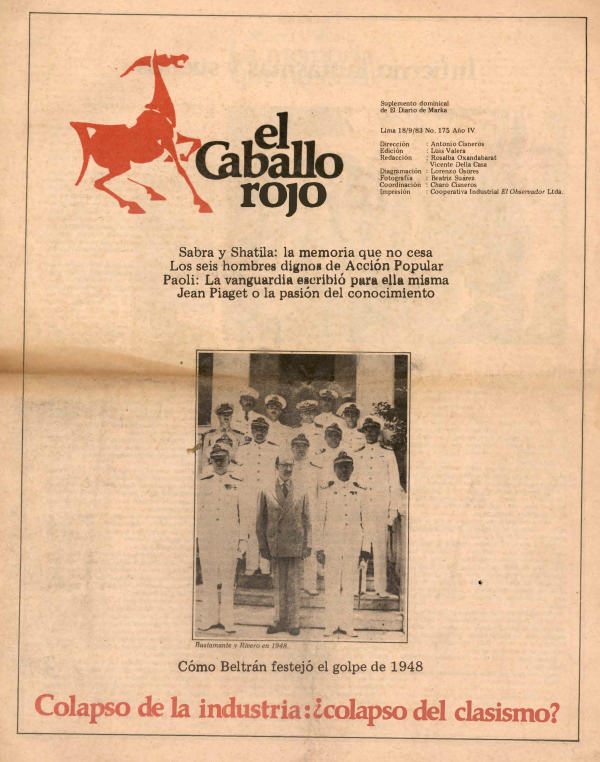 el
Caballo
rojo
Suplemento dominical
de El Diario de Marka
Lima 18/9/83 No. 175 Año IV
Dirección : Antonio Cisneros
Edición : Luis Valera
Redacción : Rosalba Oxandabarat
Vicente Della Casa
Diagramación : Lorenzo Osores
Fotografía : Beatriz Suárez
Coordinación : Charo Cisneros
Impresión : Cooperativa Industrial El Observador Ltda.
Sabra y Shatila: la memoria que no cesa
Los seis hombres dignos de Acción Popular
Paoli: La vanguardia escribió para ella misma
Jean Piaget o la pasión del conocimiento
Bustamante y Rivero en 1948.
Cómo Beltrán festejó el golpe de 1948
Colapso de la industria:¿colapso del clasismo?